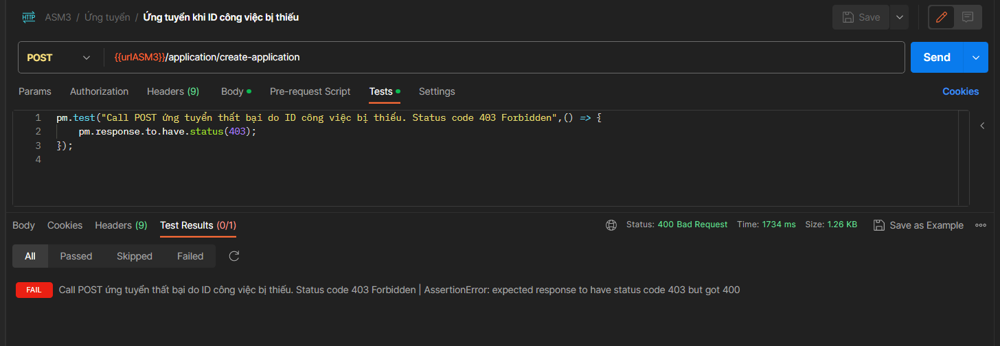 HTTP ASM3 / Ứng tuyển / Ứng tuyển khi ID công việc bị thiếu Save
POST {{urlASM3}}/application/create-application Send
Params Authorization Headers (9) Body Pre-request Script Tests Settings Cookies
1 pm.test("Call POST ứng tuyển thất bại do ID công việc bị thiếu. Status code 403 Forbidden",() => {
2 pm.response.to.have.status(403);
3 });
4
Body Cookies Headers (9) Test Results (0/1) Status: 400 Bad Request Time: 1734 ms Size: 1.26 KB Save as Example
All Passed Skipped Failed
FAIL Call POST ứng tuyển thất bại do ID công việc bị thiếu. Status code 403 Forbidden | AssertionError: expected response to have status code 403 but got 400